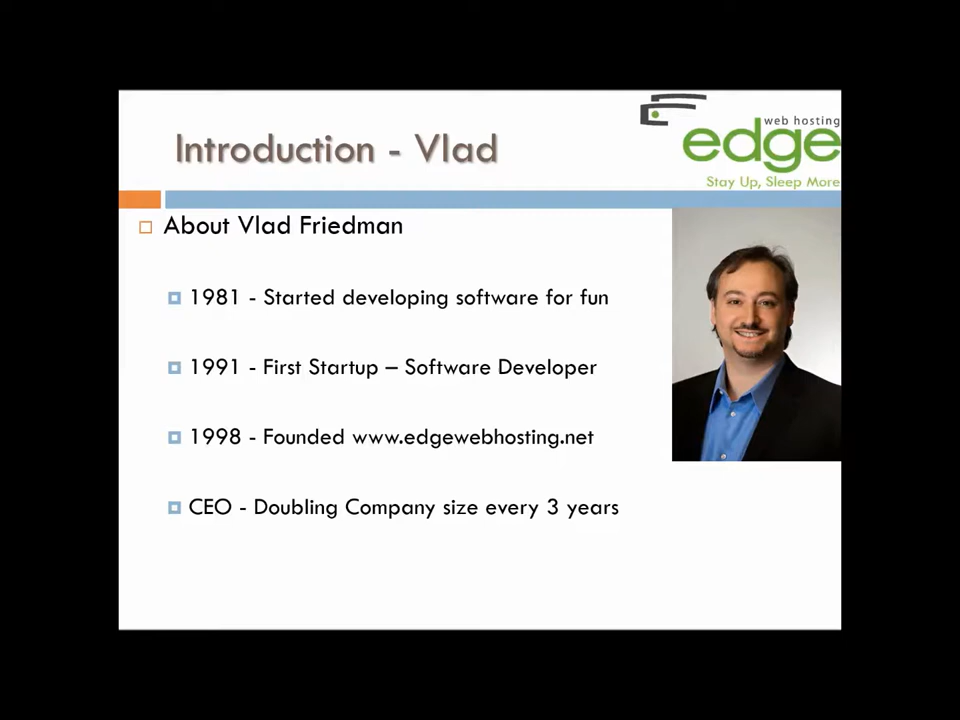 Introduction - Vlad
web hosting
edge
Stay Up, Sleep More
About Vlad Friedman
1981 - Started developing software for fun
1991 - First Startup – Software Developer
1998 - Founded www.edgewebhosting.net
CEO - Doubling Company size every 3 years